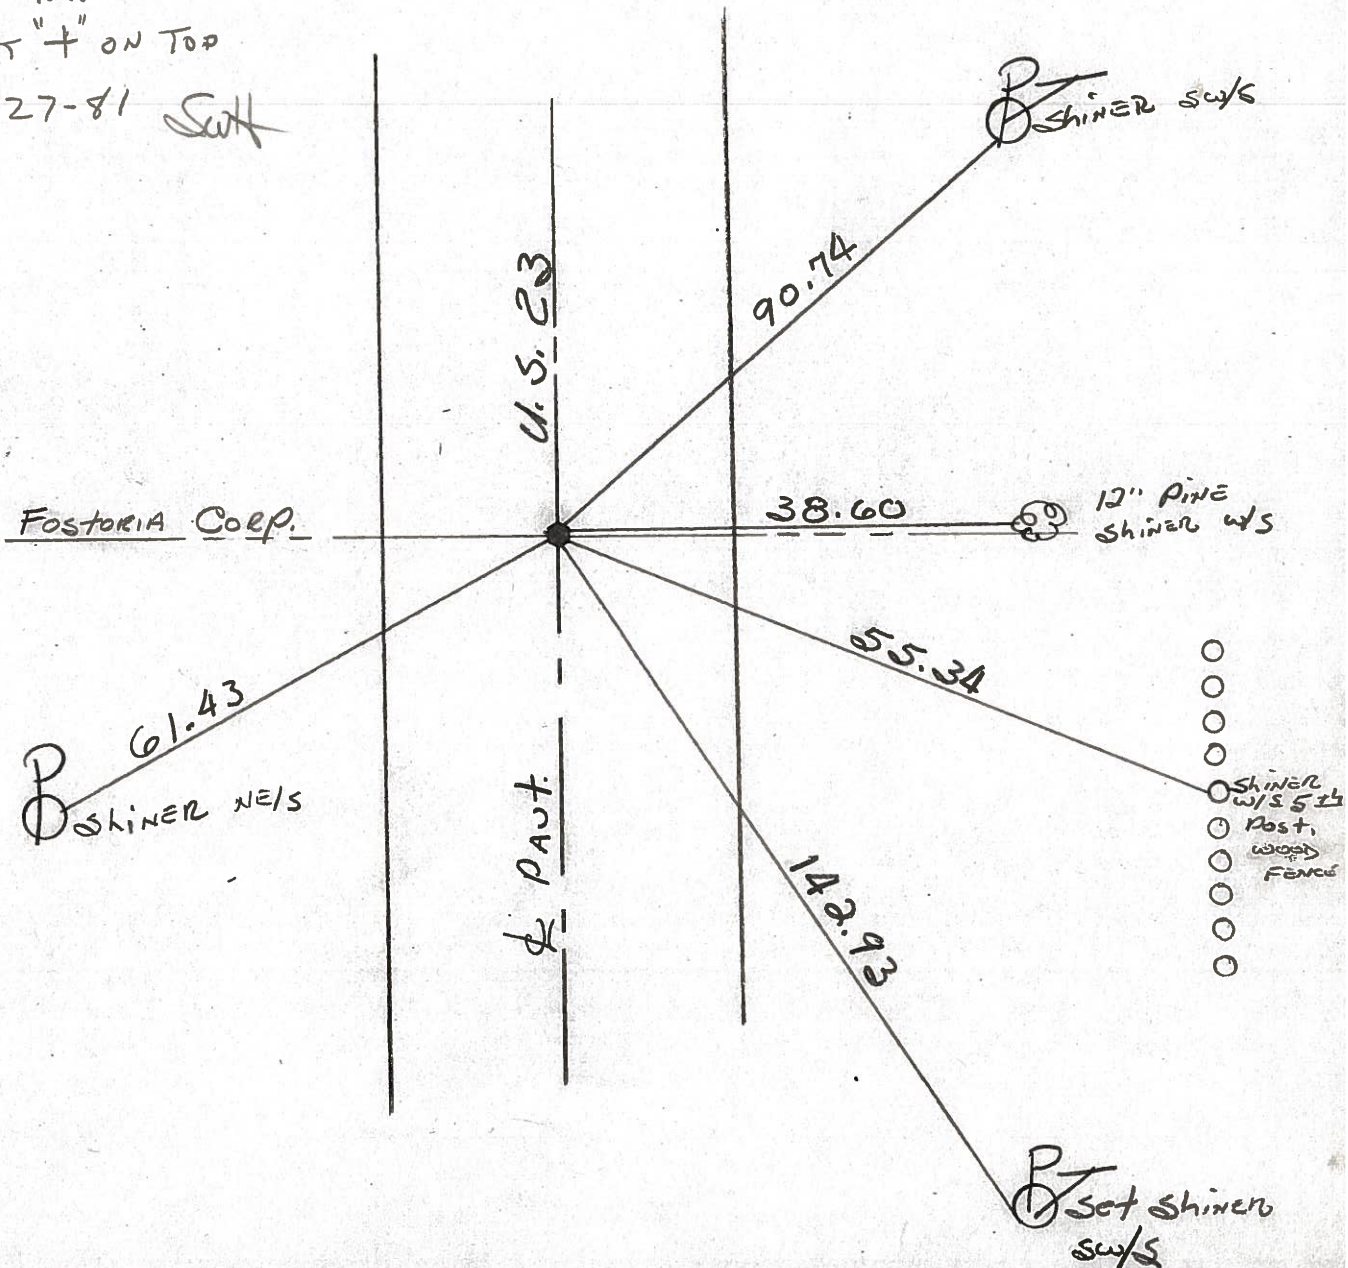 "+" ON TOP
27-81
P
SHINER SW/S
U.S. 23
90.74
FOSTORIA CORP.
38.60
12" PINE
SHINER W/S
55.34
61.43
P
SHINER NE/S
SHINER
W/S 5TH
POST,
WOOD
FENCE
℄ PAVT.
142.93
P
SET SHINER
SW/S